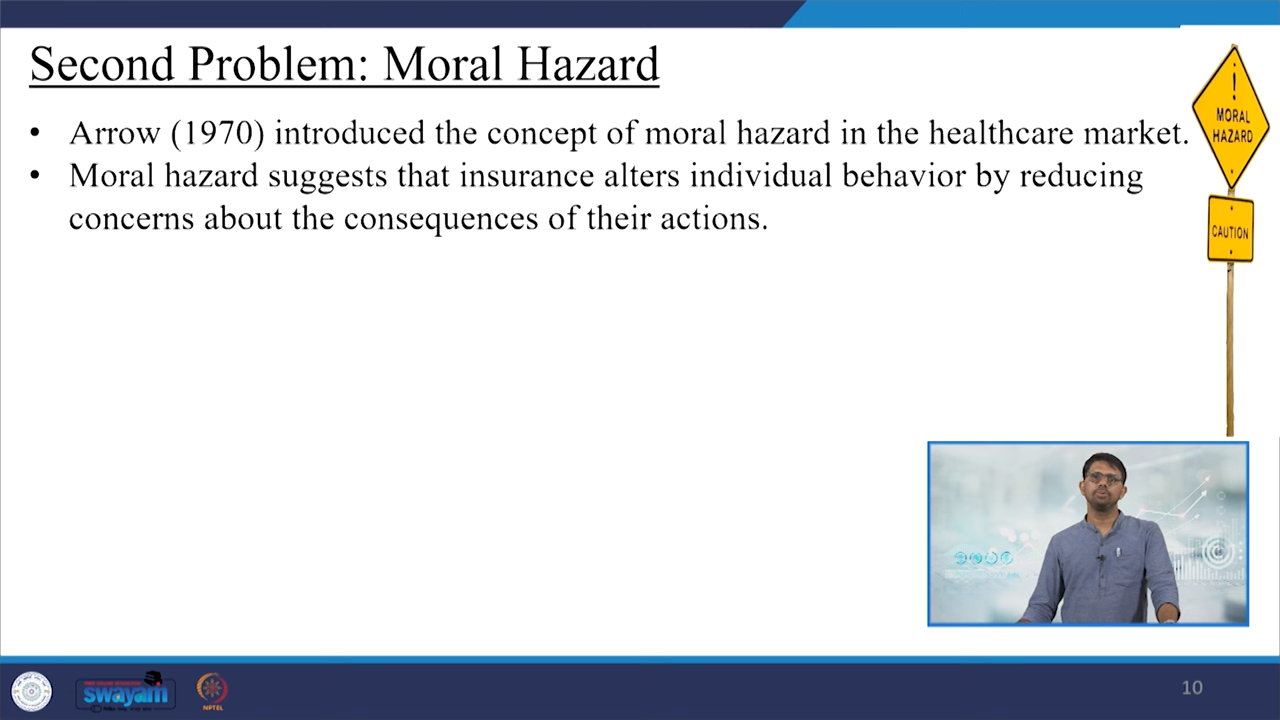 Second Problem: Moral Hazard
• Arrow (1970) introduced the concept of moral hazard in the healthcare market.
• Moral hazard suggests that insurance alters individual behavior by reducing
concerns about the consequences of their actions.
!
MORAL
HAZARD
CAUTION
swayam
NPTEL
10